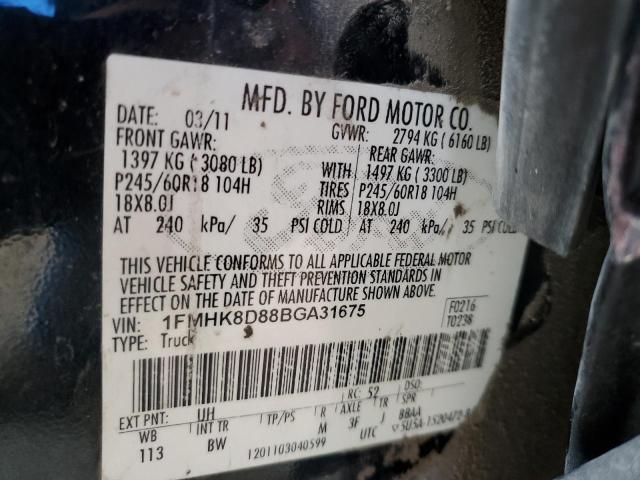 MFD. BY FORD MOTOR CO.
DATE: 03/11 GVWR: 2794 KG ( 6160 LB)
FRONT GAWR: REAR GAWR:
1397 KG ( 3080 LB) WITH 1497 KG ( 3300 LB)
P245/60R18 104H TIRES P245/60R18 104H
18X8.0J RIMS 18X8.0J
AT 240 kPa/ 35 PSI COLD AT 240 kPa/ 35 PSI COLD
THIS VEHICLE CONFORMS TO ALL APPLICABLE FEDERAL MOTOR
VEHICLE SAFETY AND THEFT PREVENTION STANDARDS IN
EFFECT ON THE DATE OF MANUFACTURE SHOWN ABOVE.
VIN: 1FMHK8D88BGA31675 F0216
TYPE: Truck T0238
EXT PNT: UH RC: 52 DSO:
WB INT TR TP/PS R AXLE TR SPR
113 BW M 3F J BBAA
1201103040599 UTC